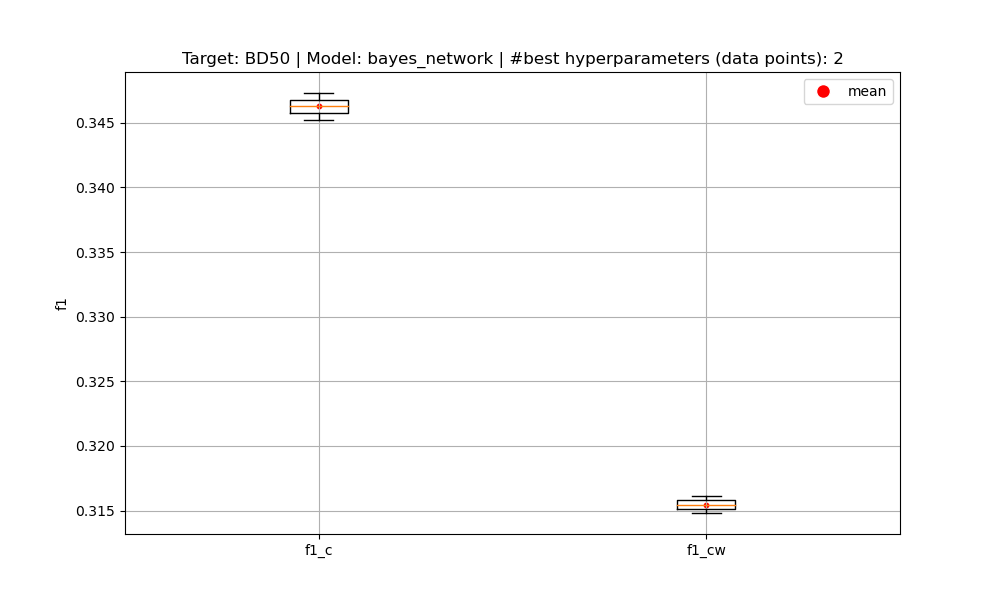 Target: BD50 | Model: bayes_network | #best hyperparameters (data points): 2
mean
0.345
0.340
0.335
0.330
0.325
0.320
0.315
f1
f1_c
f1_cw